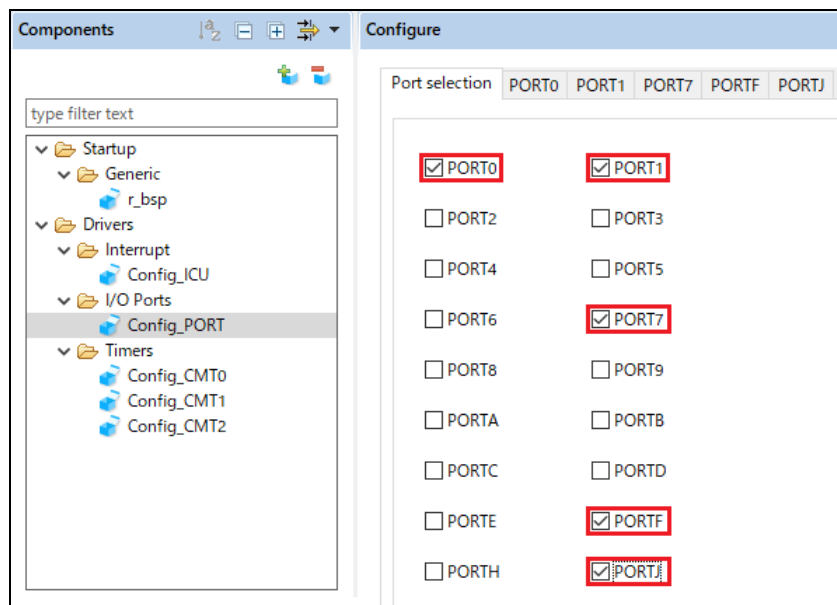 Components
Configure
type filter text
Startup
Generic
r_bsp
Drivers
Interrupt
Config_ICU
I/O Ports
Config_PORT
Timers
Config_CMT0
Config_CMT1
Config_CMT2
Port selection PORT0 PORT1 PORT7 PORTF PORTJ
PORT0 PORT1
PORT2 PORT3
PORT4 PORT5
PORT6 PORT7
PORT8 PORT9
PORTA PORTB
PORTC PORTD
PORTE PORTF
PORTH PORTJ